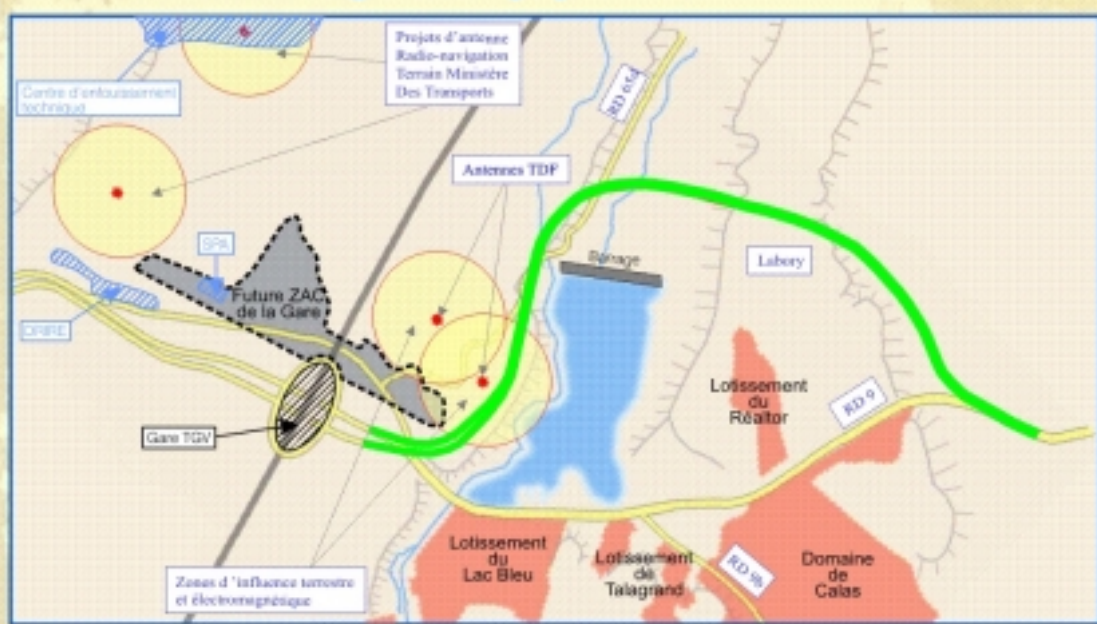 Projets d'antenne
Radio-navigation
Terrain Ministère
Des Transports
Centre d'enfouissement
technique
RD 65d
Antennes TDF
SPA
Barrage
Labory
Future ZAC
de la Gare
DRIRE
Lotissement
du
Réaltor
RD 9
Gare TGV
Lotissement
du
Lac Bleu
Lotissement
de
Talagrand
Domaine
de
Calas
RD 9b
Zones d'influence terrestre
et électromagnétique